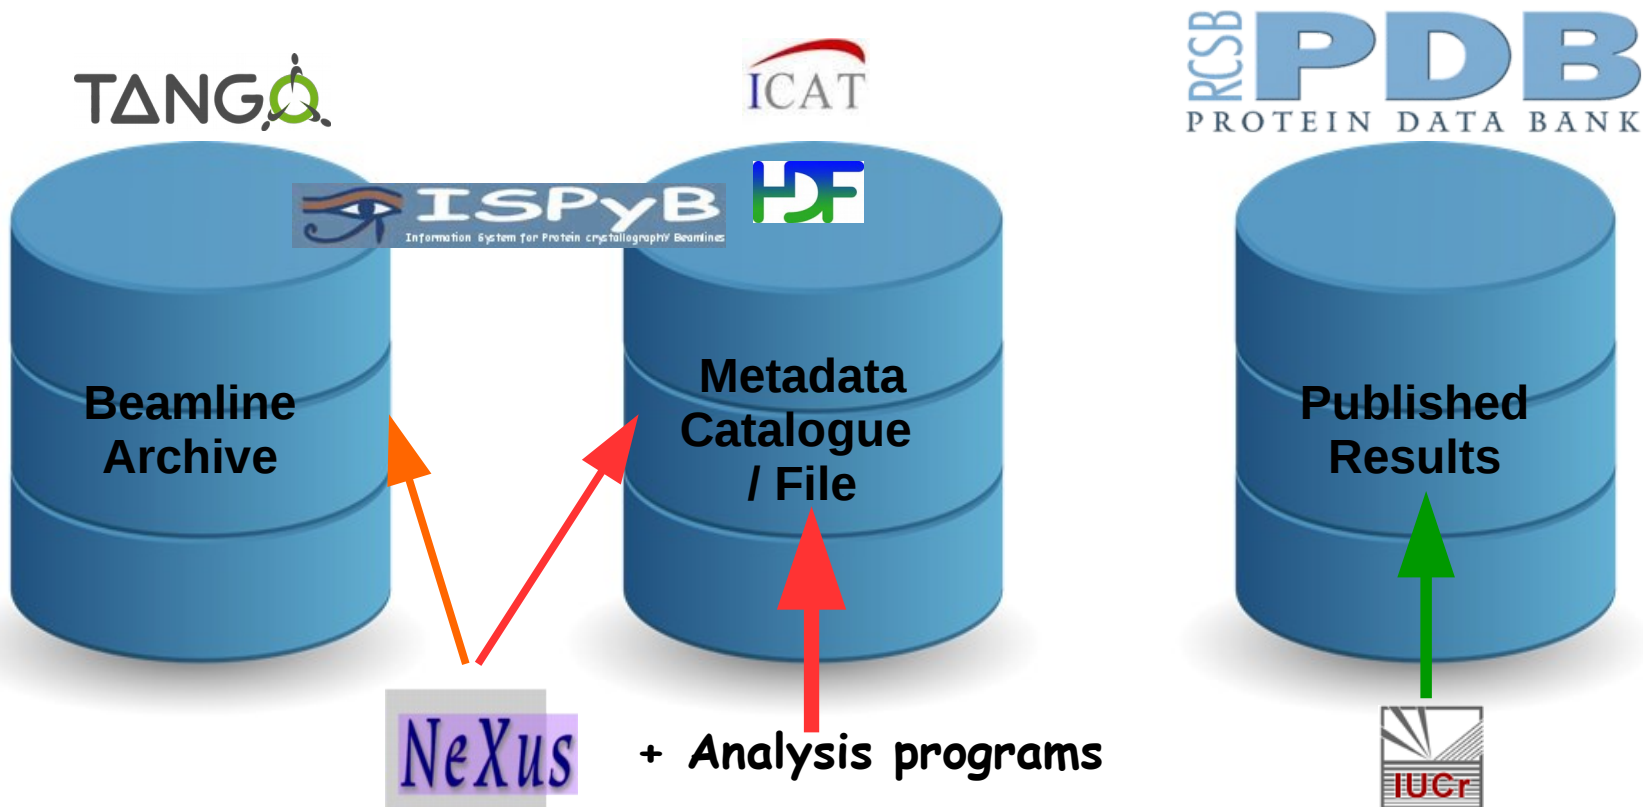 TANGO
ICAT
RCSB
PDB
PROTEIN DATA BANK
ISPyB
Information System for Protein crystallography Beamlines
HDF
Beamline
Archive
Metadata
Catalogue
/ File
Published
Results
NeXus
+ Analysis programs
IUCr